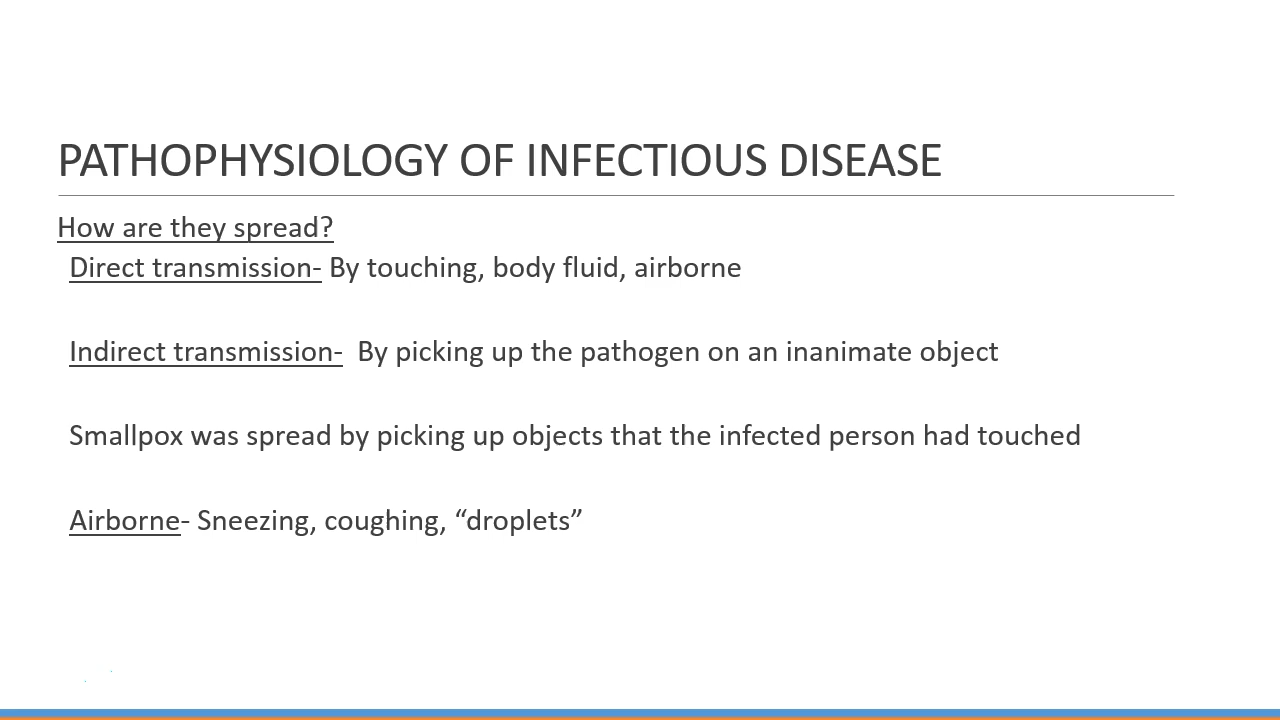 PATHOPHYSIOLOGY OF INFECTIOUS DISEASE
How are they spread?
Direct transmission- By touching, body fluid, airborne
Indirect transmission-  By picking up the pathogen on an inanimate object
Smallpox was spread by picking up objects that the infected person had touched
Airborne- Sneezing, coughing, “droplets”